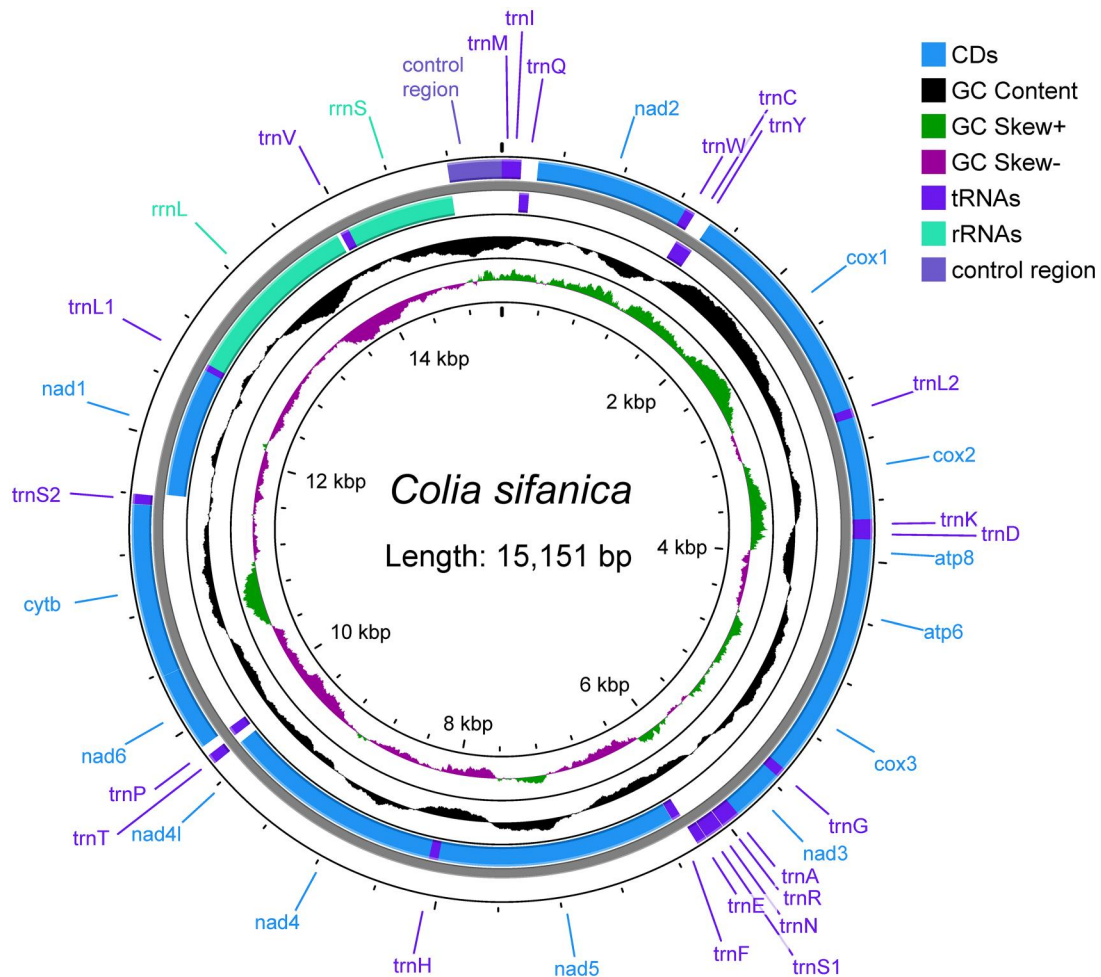 trnI
trnM
trnQ
control
region
nad2
trnC
trnY
trnW
rrnS
trnV
rrnL
cox1
trnL1
trnL2
nad1
cox2
trnS2
trnK
trnD
atp8
cytb
atp6
nad6
cox3
trnP
trnT
nad4l
trnG
nad3
trnA
trnR
trnN
trnE
trnS1
trnF
nad4
trnH
nad5
14 kbp
2 kbp
12 kbp
4 kbp
10 kbp
6 kbp
8 kbp
Colia sifanica
Length: 15,151 bp
CDs
GC Content
GC Skew+
GC Skew-
tRNAs
rRNAs
control region